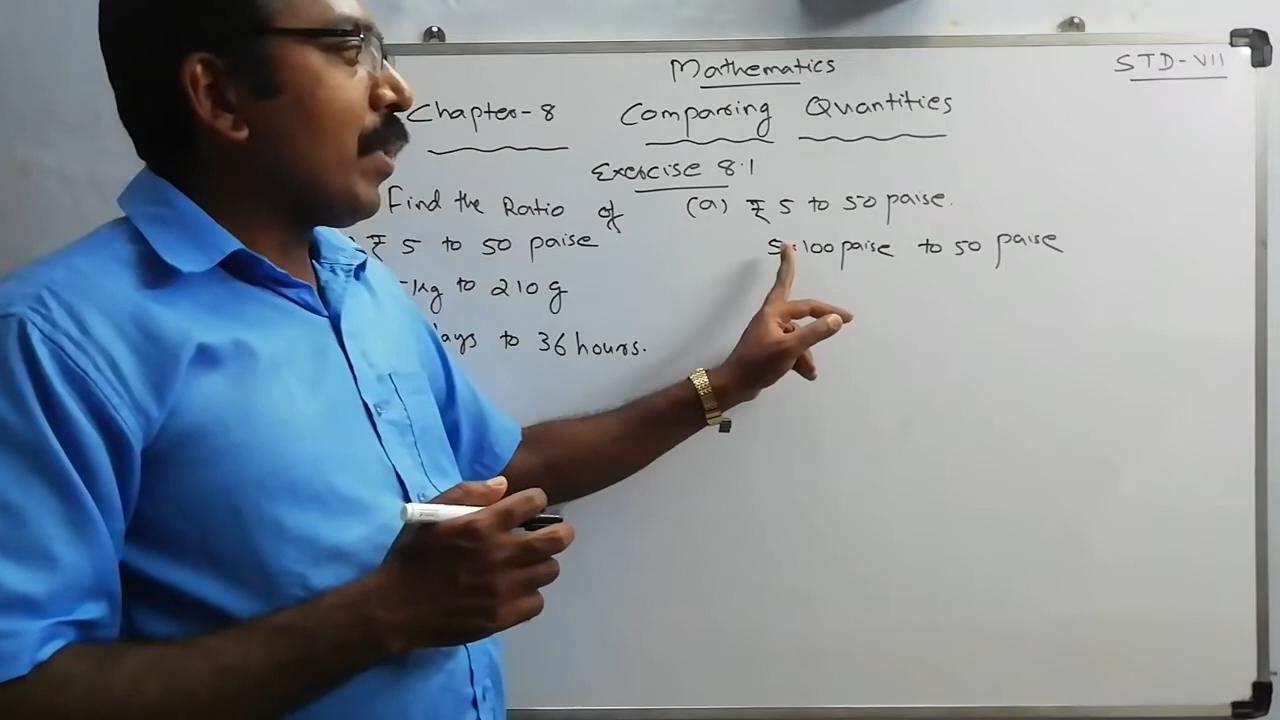 Mathematics
STD-VII
Chapter-8 Comparing Quantities
Exercise 8.1
Find the Ratio of
₹ 5 to 50 paise
kg to 210 g
days to 36 hours.
(a) ₹ 5 to 50 paise.
100 paise to 50 paise